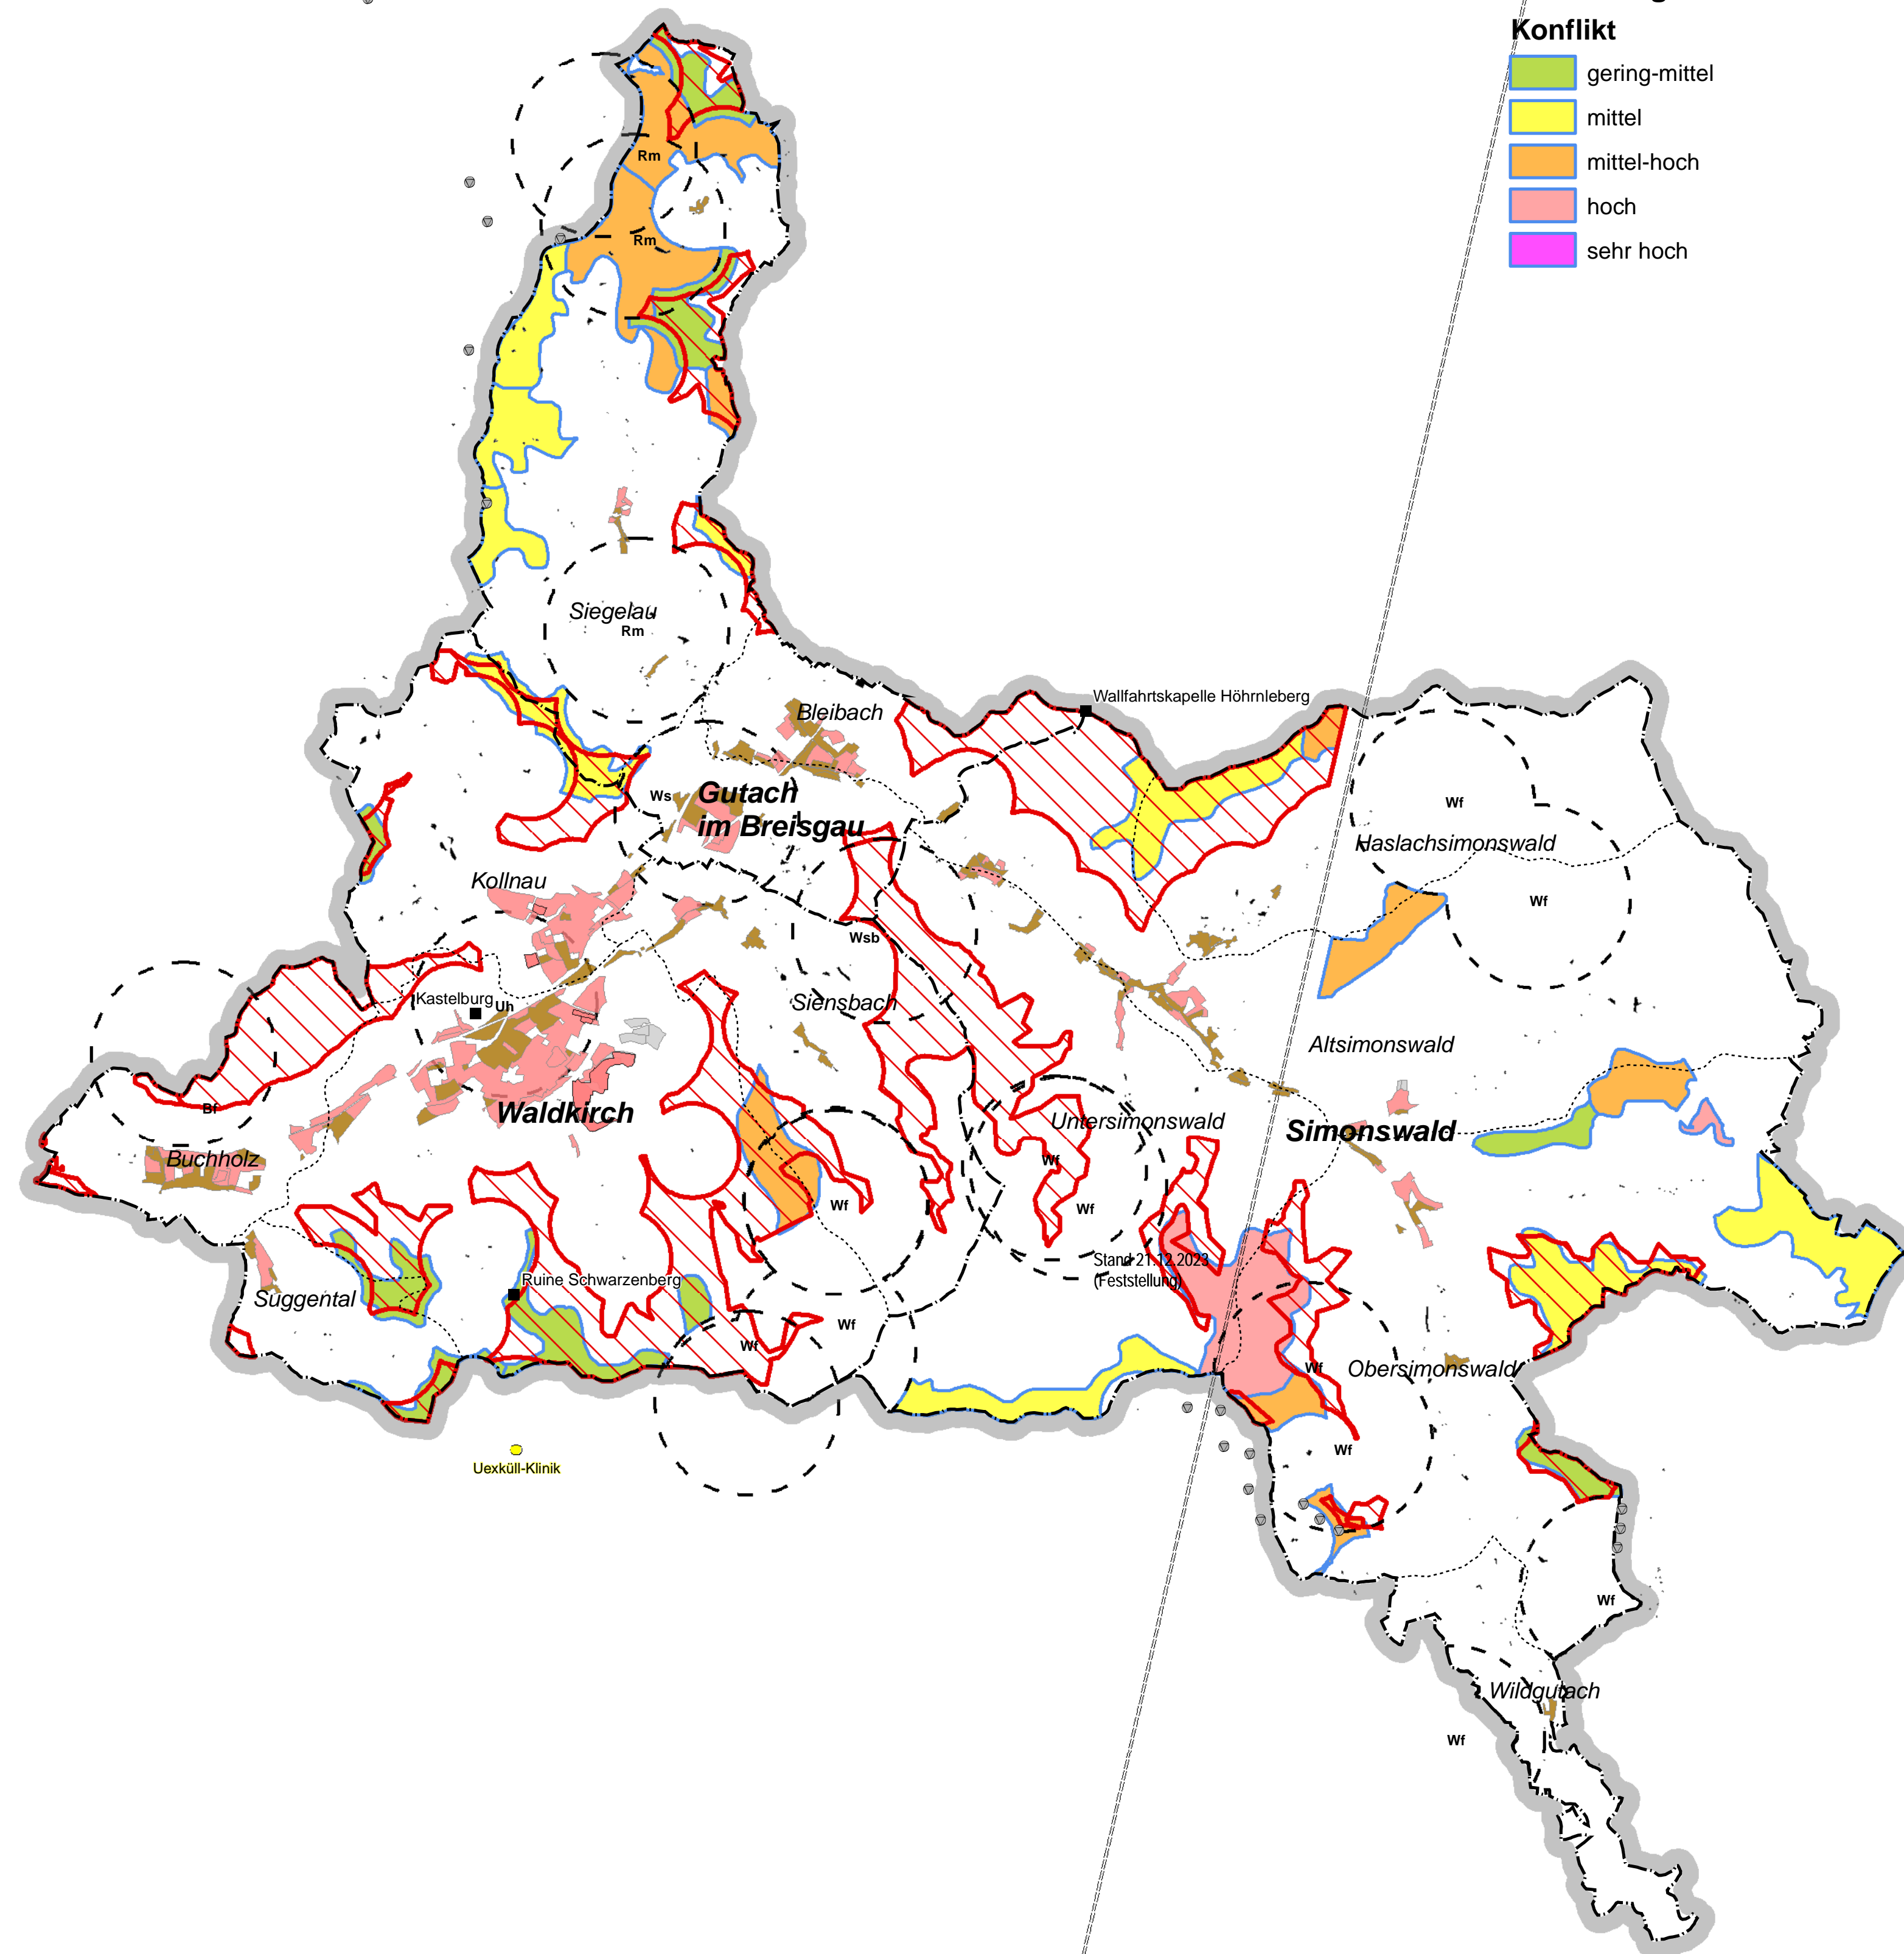 Konflikt
gering-mittel
mittel
mittel-hoch
hoch
sehr hoch
Rm
Rm
Siegelau
Rm
Wallfahrtskapelle Höhrnleberg
Bleibach
Ws
Gutach
im Breisgau
Wf
Haslachsimonswald
Kollnau
Wf
Wsb
Kastelburg
Uh
Siensbach
Altsimonswald
Bf
Waldkirch
Untersimonswald
Simonswald
Buchholz
Wf
Wf
Wf
Stand 21.12.2023
(Feststellung)
Ruine Schwarzenberg
Suggental
Wf
Wf
Wf
Obersimonswald
Wf
Uexküll-Klinik
Wf
Wildgutach
Wf